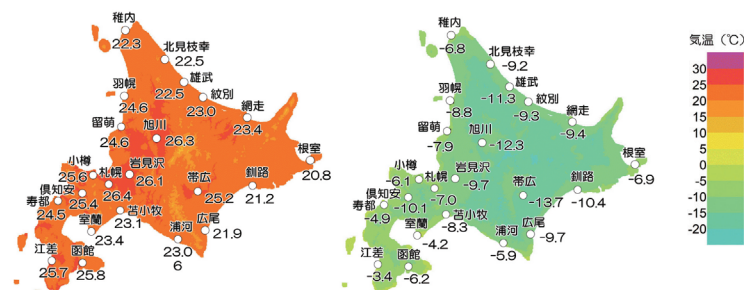 稚内
22.3
北見枝幸
22.5
雄武
22.5
紋別
23.0
羽幌
24.6
網走
23.4
留萌
24.6
旭川
26.3
根室
20.8
小樽
25.6
札幌
26.4
岩見沢
26.1
釧路
21.2
帯広
25.2
倶知安
25.4
寿都
24.5
苫小牧
23.1
室蘭
23.4
広尾
21.9
浦河
23.0
6
江差
25.7
函館
25.8
稚内
-6.8
北見枝幸
-9.2
雄武
-11.3
紋別
-9.3
羽幌
-8.8
網走
-9.4
留萌
-7.9
旭川
-12.3
根室
-6.9
小樽
-6.1
札幌
-7.0
岩見沢
-9.7
釧路
-10.4
帯広
-13.7
倶知安
-10.1
寿都
-4.9
苫小牧
-8.3
室蘭
-4.2
広尾
-9.7
浦河
-5.9
江差
-3.4
函館
-6.2
気温(℃)
30
25
20
15
10
5
0
-5
-10
-15
-20